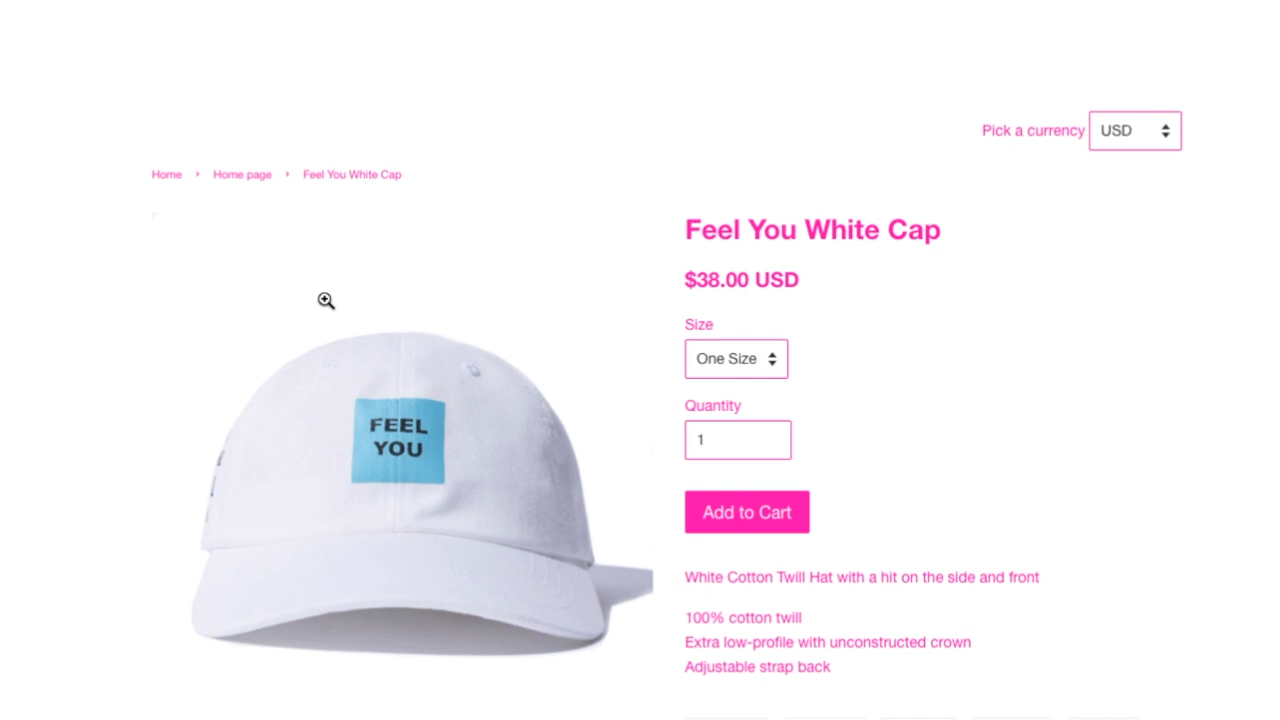 Pick a currency USD
Home › Home page › Feel You White Cap
Feel You White Cap
$38.00 USD
Size
One Size
Quantity
1
Add to Cart
White Cotton Twill Hat with a hit on the side and front
100% cotton twill
Extra low-profile with unconstructed crown
Adjustable strap back
FEEL
YOU